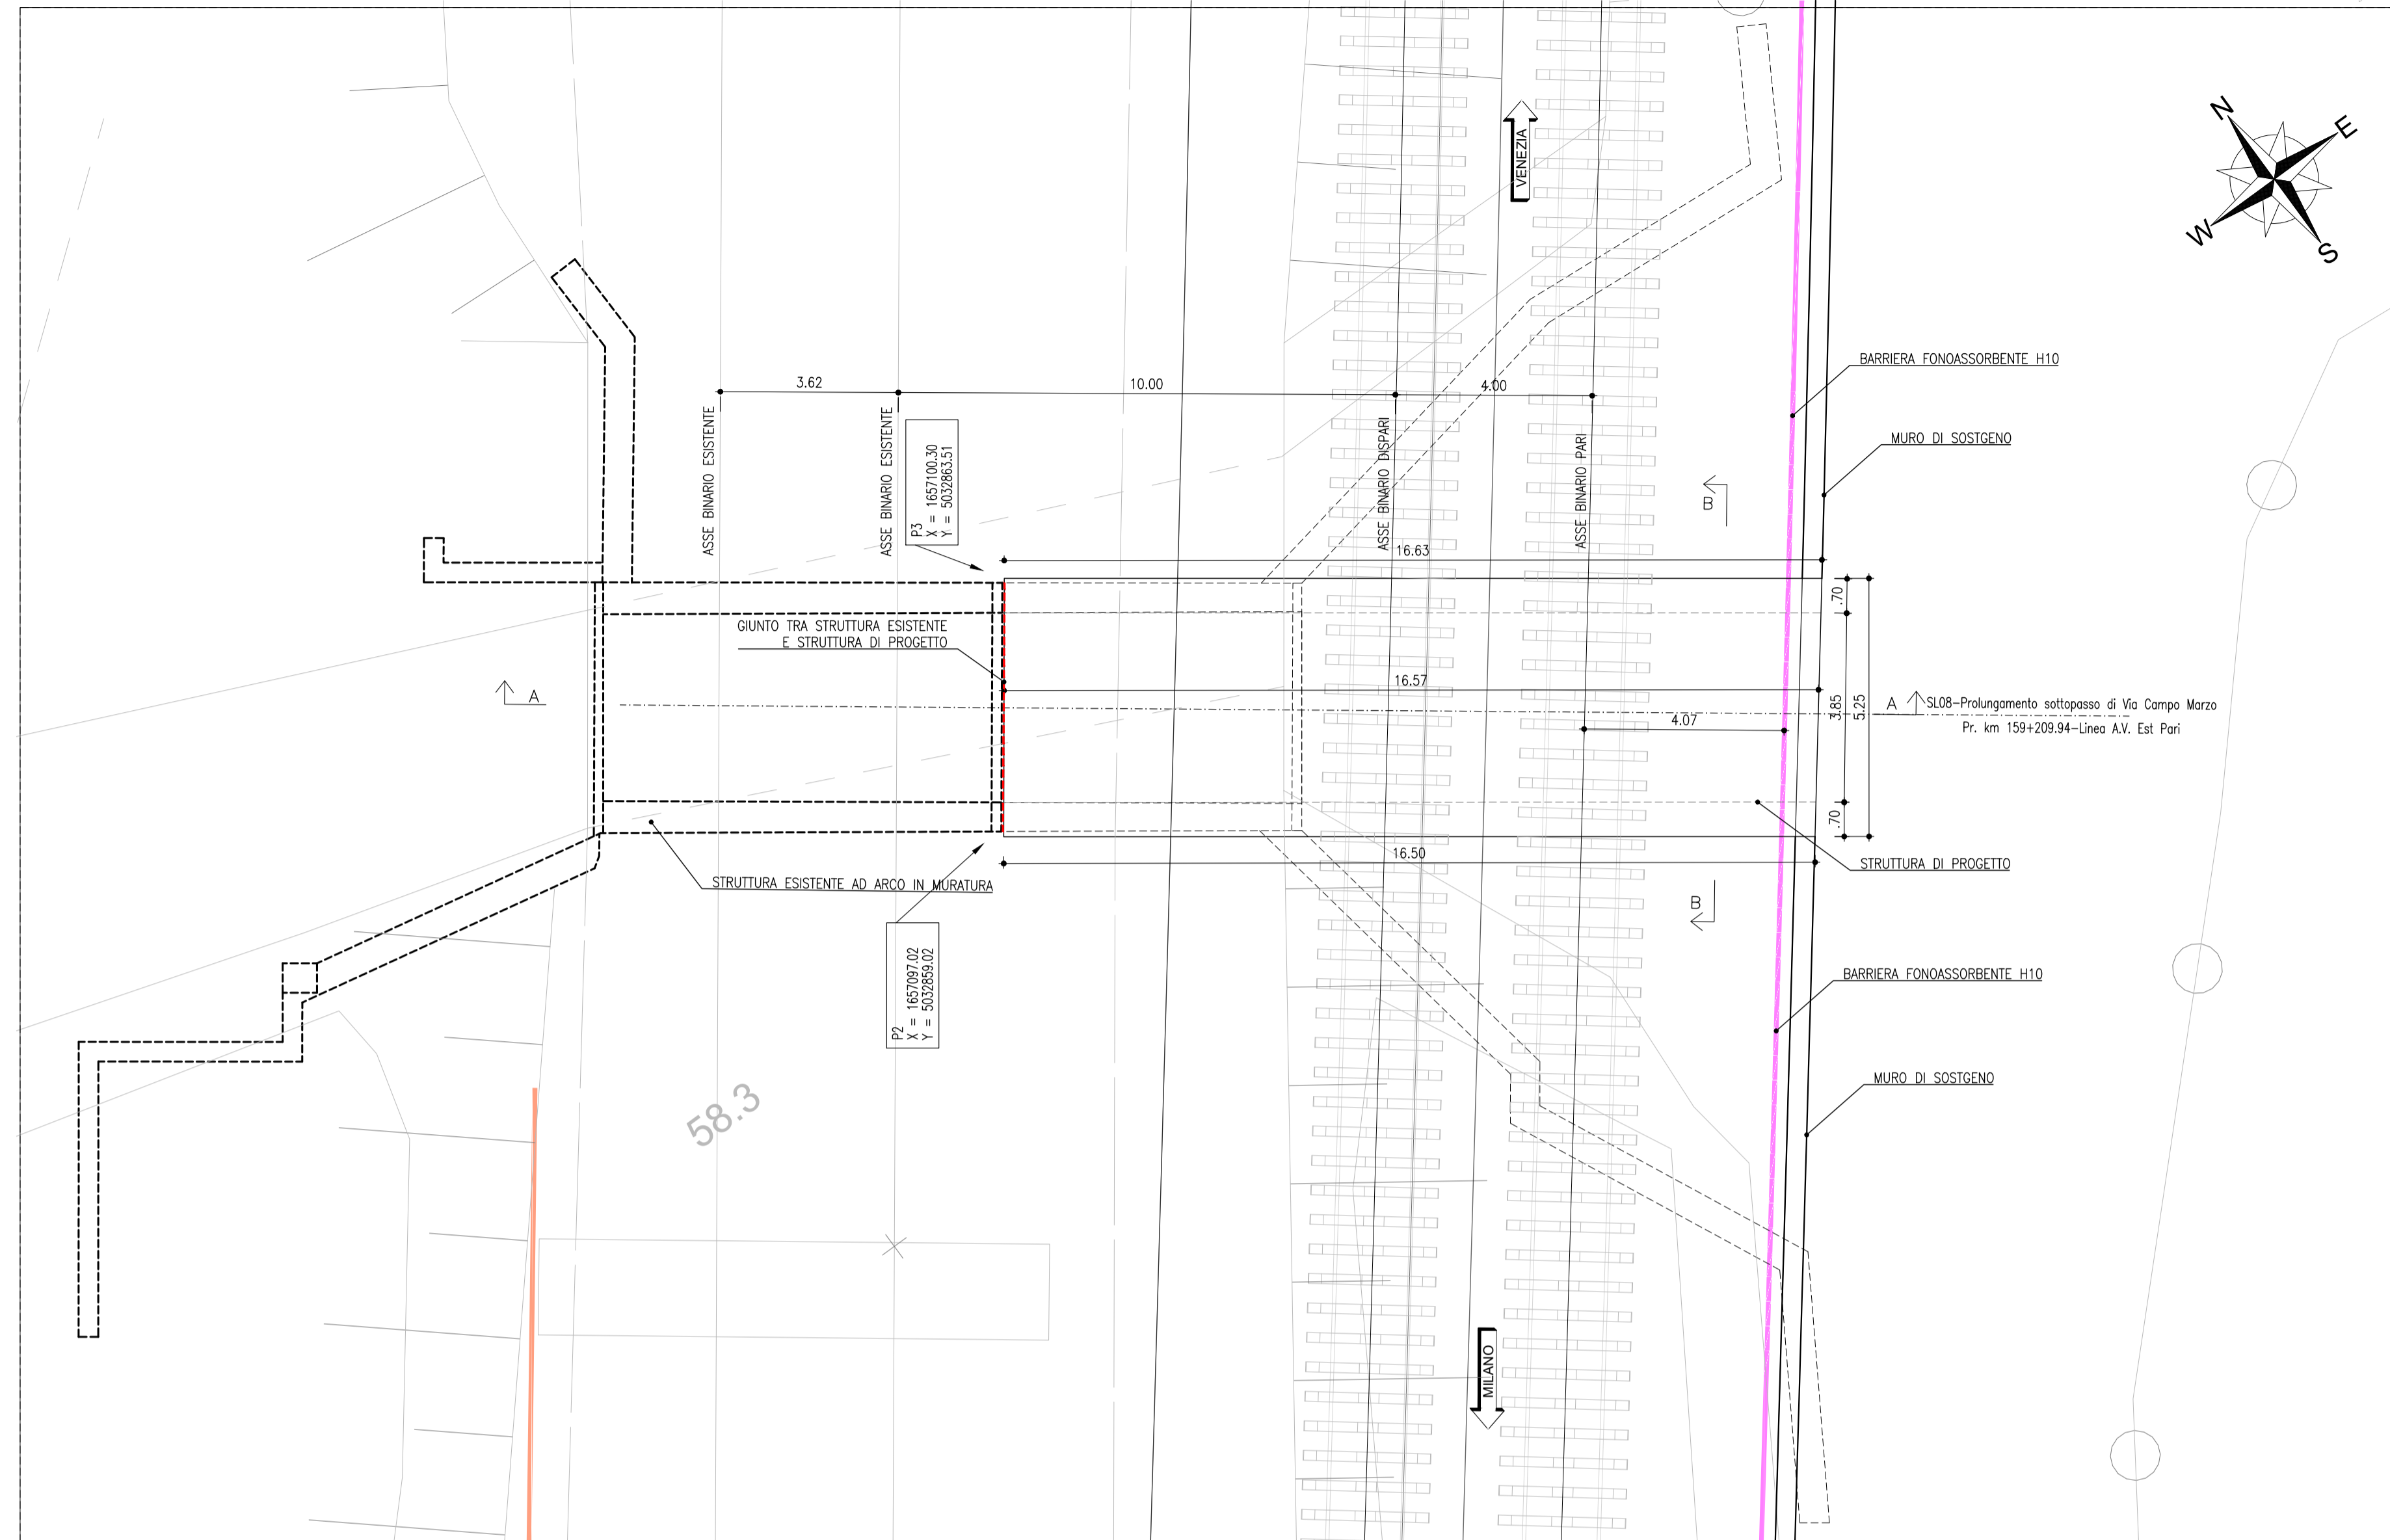 N
E
W
S
VENEZIA
BARRIERA FONOASSORBENTE H10
3.62
10.00
4.00
MURO DI SOSTGENO
ASSE BINARIO ESISTENTE
ASSE BINARIO ESISTENTE
P3
X = 1657100.30
Y = 5032863.51
ASSE BINARIO DISPARI
ASSE BINARIO PARI
B
16.63
.70
GIUNTO TRA STRUTTURA ESISTENTE
E STRUTTURA DI PROGETTO
16.57
A
3.85
5.25
A
SL08-Prolungamento sottopasso di Via Campo Marzo
4.07
Pr. km 159+209.94-Linea A.V. Est Pari
.70
16.50
STRUTTURA DI PROGETTO
STRUTTURA ESISTENTE AD ARCO IN MURATURA
B
P2
X = 1657097.02
Y = 5032859.02
BARRIERA FONOASSORBENTE H10
MURO DI SOSTGENO
58.3
MILANO